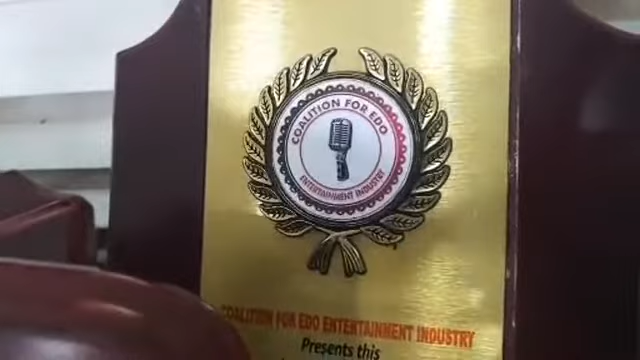 COALITION FOR EDO
ENTERTAINMENT INDUSTRY
COALITION FOR EDO ENTERTAINMENT INDUSTRY
Presents this